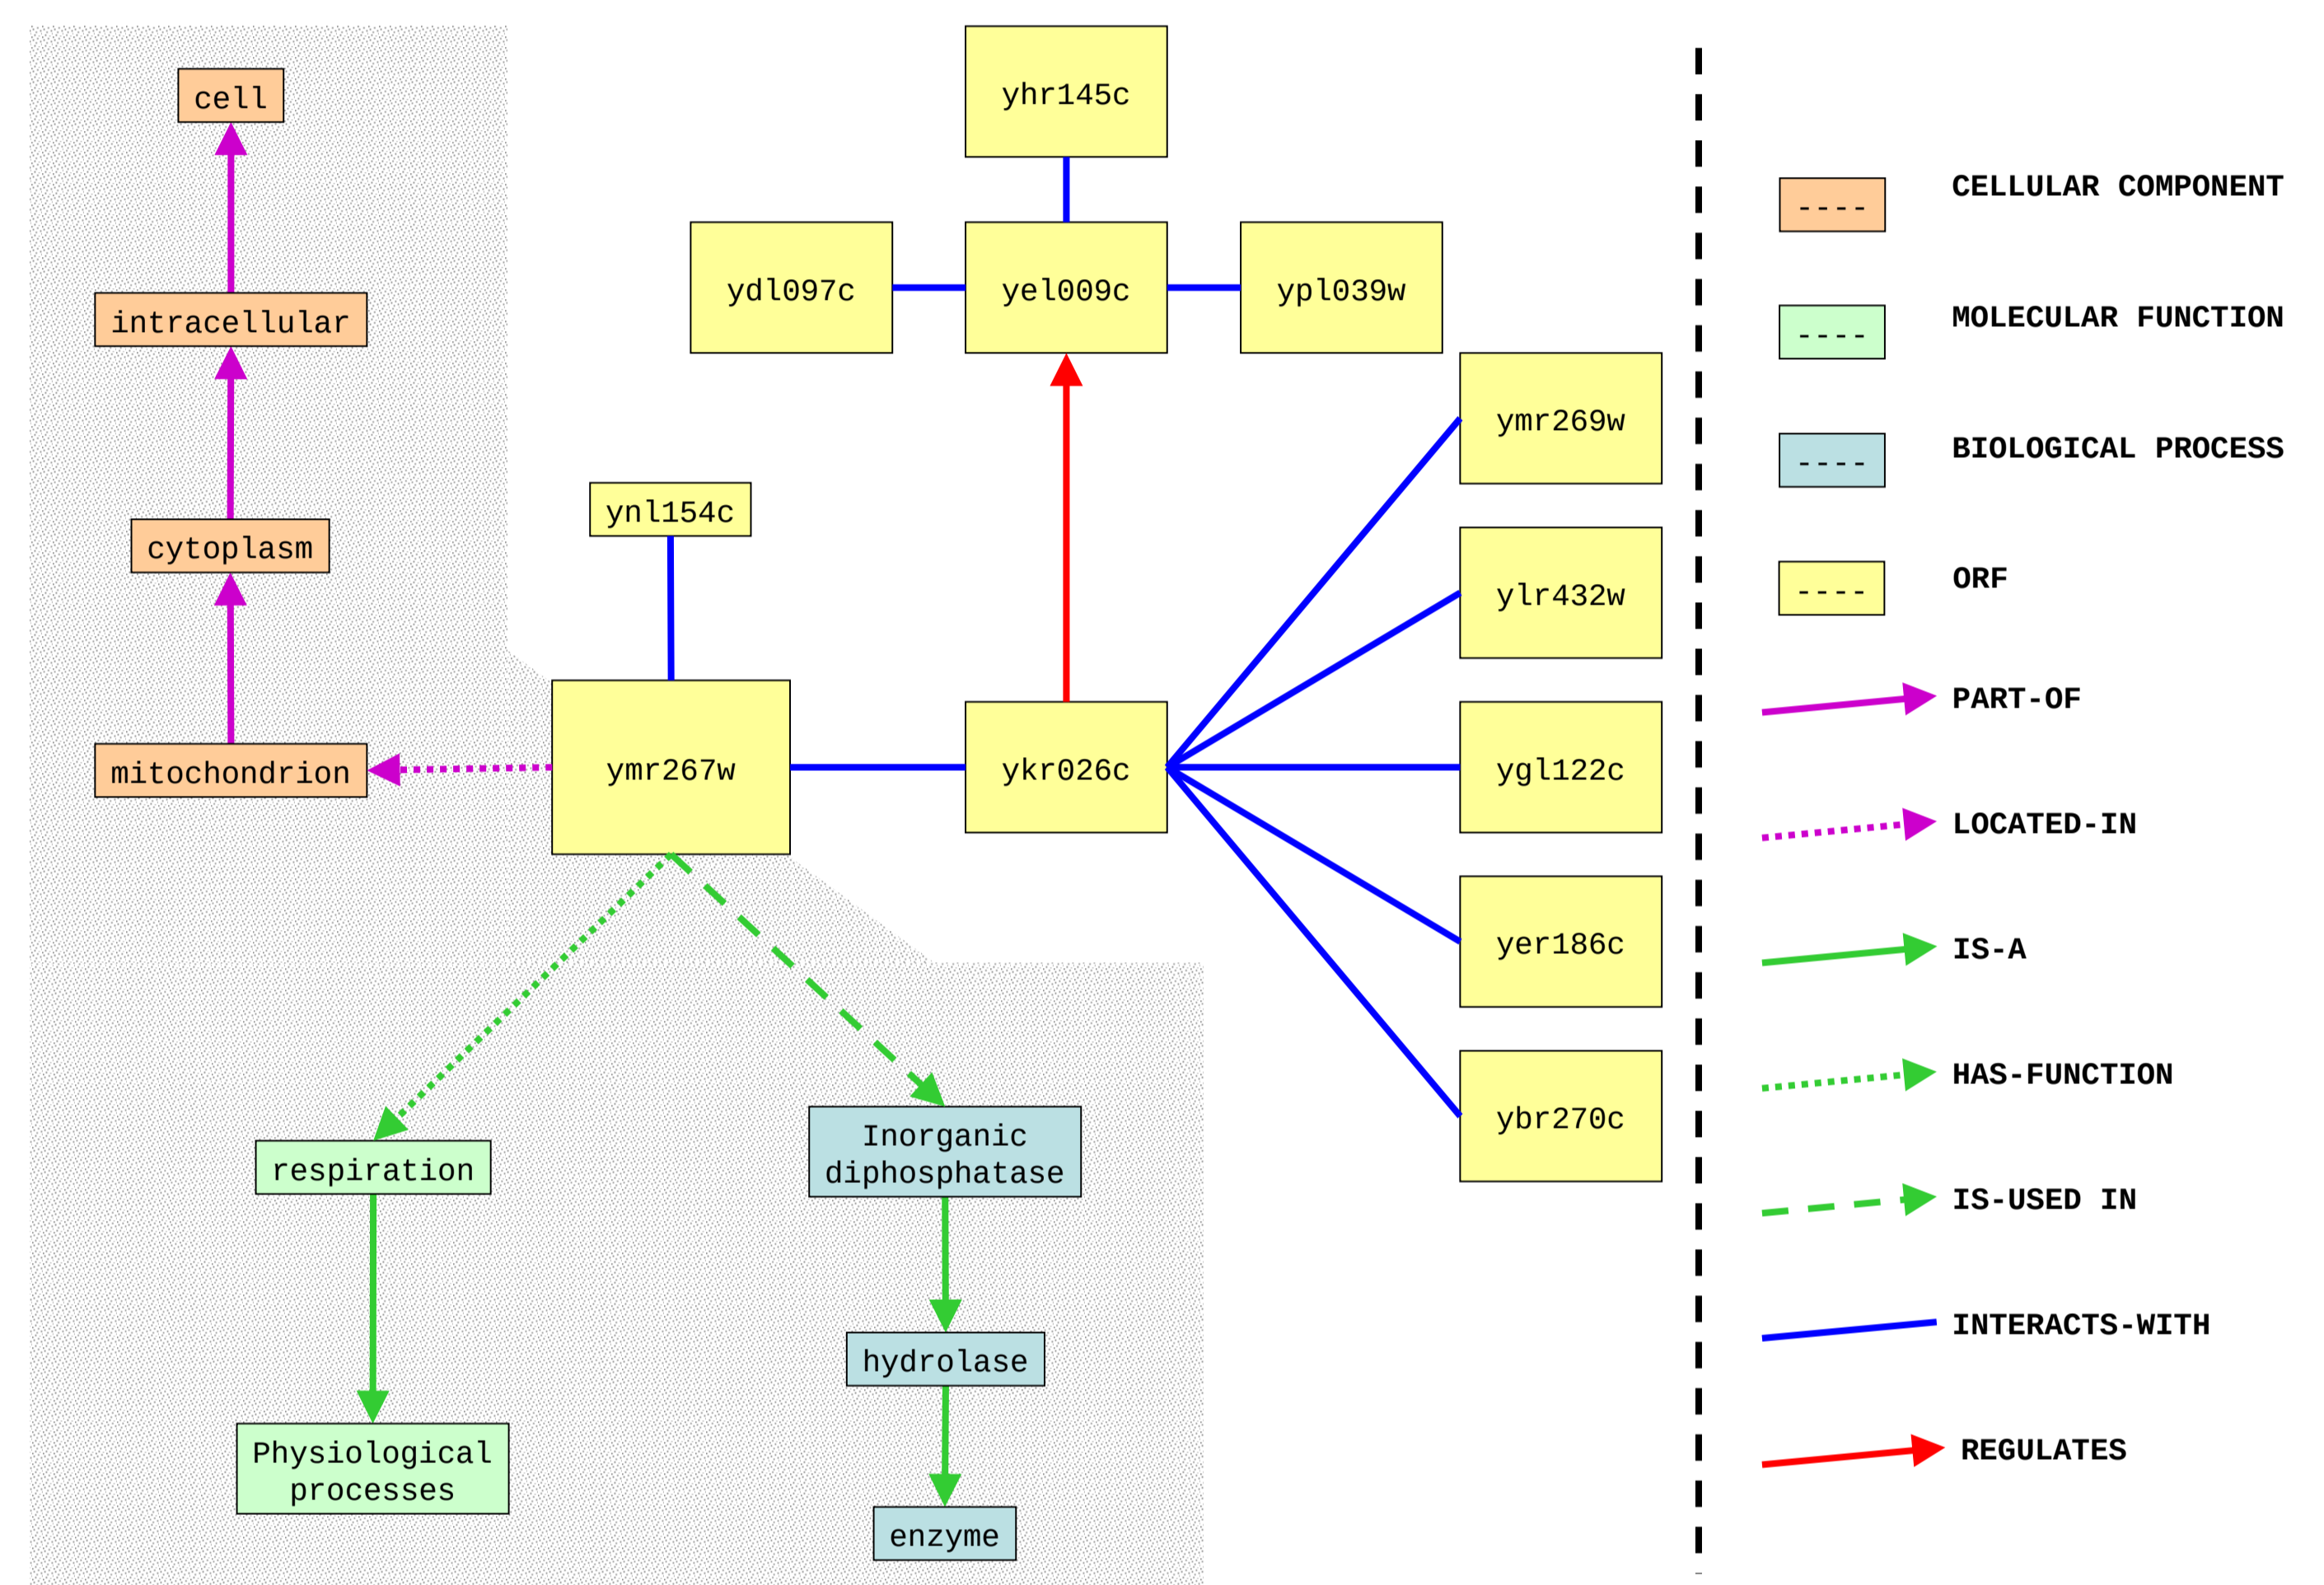 cell
intracellular
cytoplasm
mitochondrion
yhr145c
ydl097c
yel009c
ypl039w
ynl154c
ymr267w
ykr026c
ymr269w
ylr432w
ygl122c
yer186c
ybr270c
respiration
Physiological
processes
Inorganic
diphosphatase
hydrolase
enzyme
---- CELLULAR COMPONENT
---- MOLECULAR FUNCTION
---- BIOLOGICAL PROCESS
---- ORF
PART-OF
LOCATED-IN
IS-A
HAS-FUNCTION
IS-USED IN
INTERACTS-WITH
REGULATES